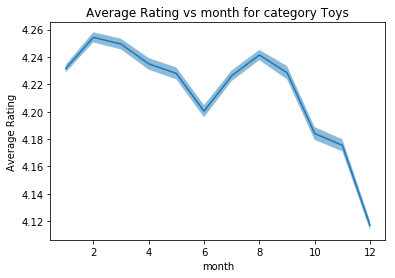 Average Rating vs month for category Toys
4.26
4.24
4.22
4.20
4.18
4.16
4.14
4.12
Average Rating
2 4 6 8 10 12
month